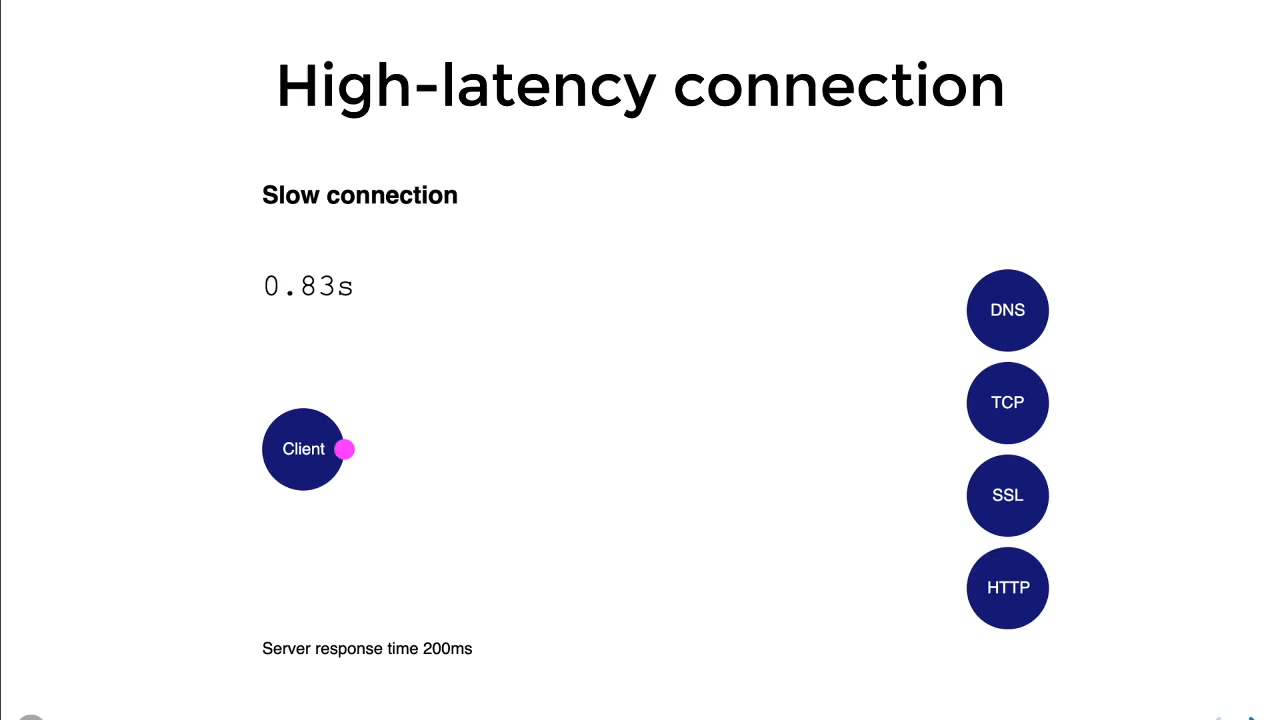 High-latency connection
Slow connection
0.83s
DNS
TCP
Client
SSL
HTTP
Server response time 200ms